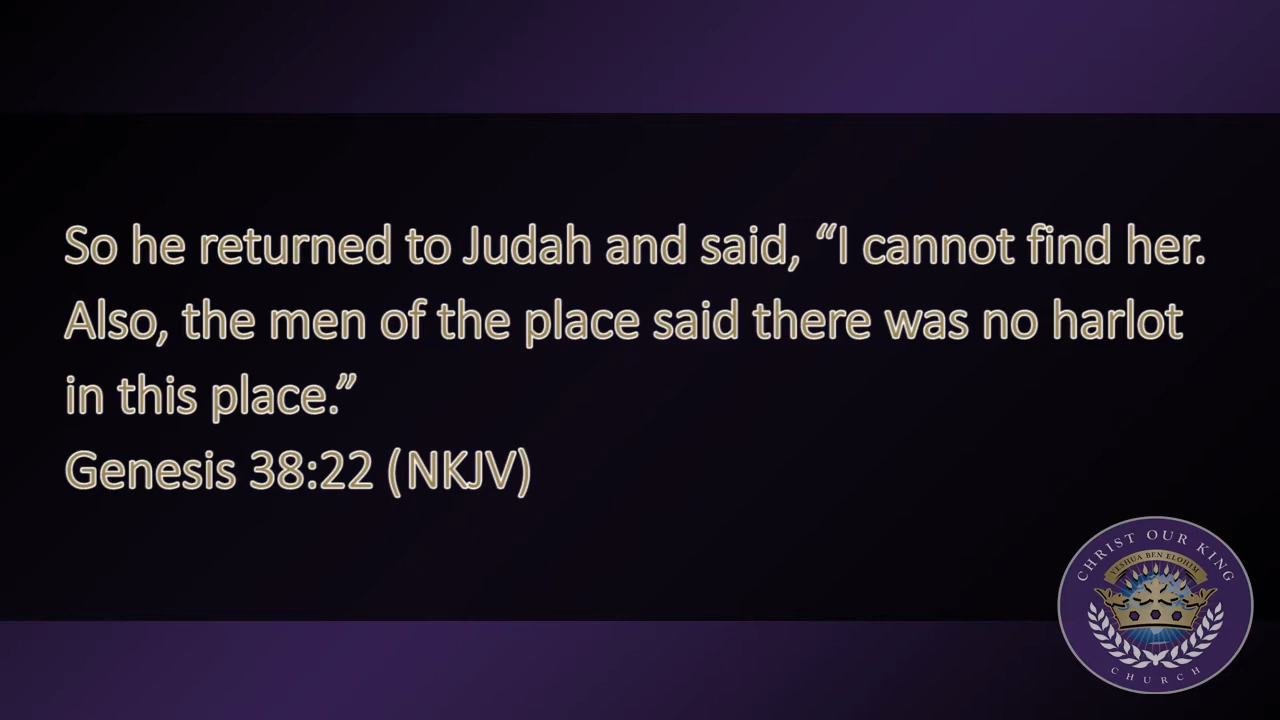 So he returned to Judah and said, “I cannot find her.
Also, the men of the place said there was no harlot
in this place.”
Genesis 38:22 (NKJV)
CHRIST OUR KING
YESHUA BEN ELOHIM
CHURCH